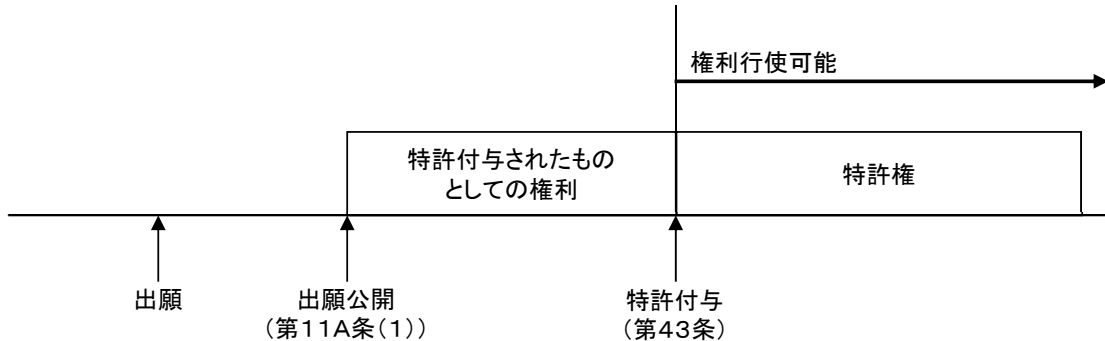 権利行使可能
特許付与されたもの
としての権利
特許権
出願
出願公開
（第１１Ａ条（１））
特許付与
（第４３条）